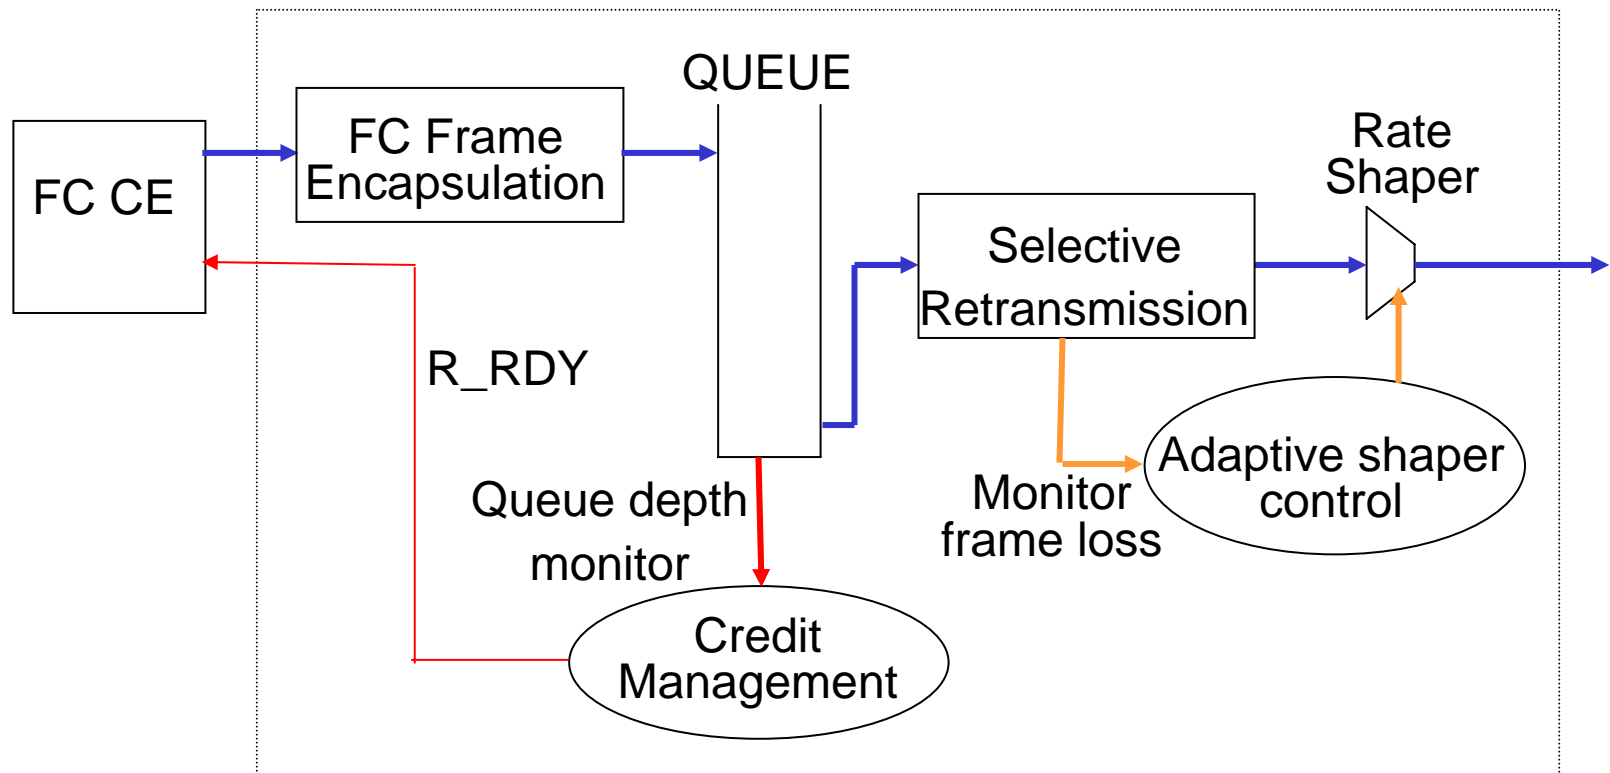 QUEUE
FC CE
FC Frame
Encapsulation
Rate
Shaper
Selective
Retransmission
R_RDY
Queue depth
monitor
Monitor
frame loss
Adaptive shaper
control
Credit
Management